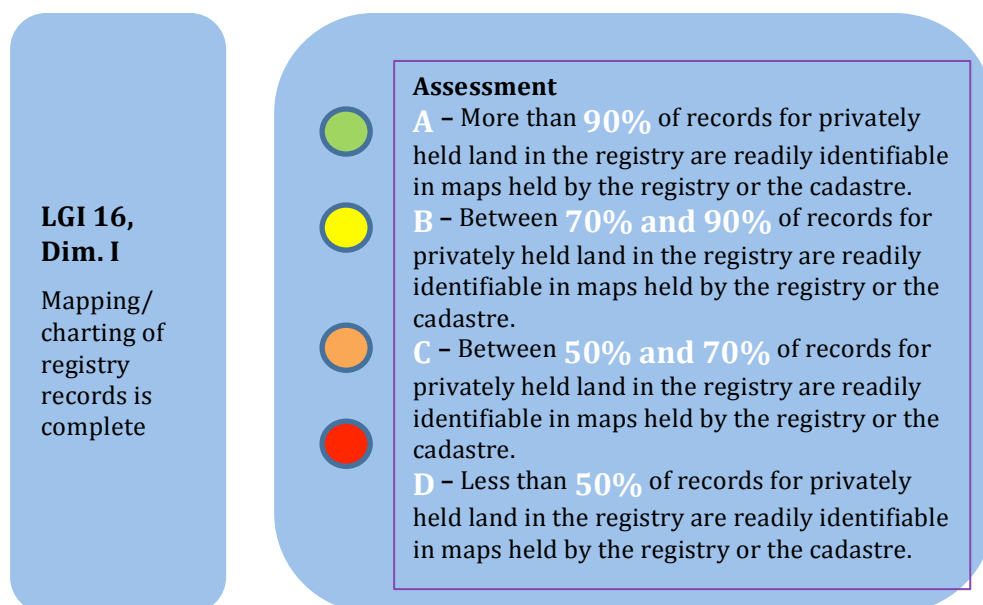 LGI 16,
Dim. I
Mapping/
charting of
registry
records is
complete
Assessment
A – More than 90% of records for privately
held land in the registry are readily identifiable
in maps held by the registry or the cadastre.
B – Between 70% and 90% of records for
privately held land in the registry are readily
identifiable in maps held by the registry or the
cadastre.
C – Between 50% and 70% of records for
privately held land in the registry are readily
identifiable in maps held by the registry or the
cadastre.
D – Less than 50% of records for privately
held land in the registry are readily identifiable
in maps held by the registry or the cadastre.